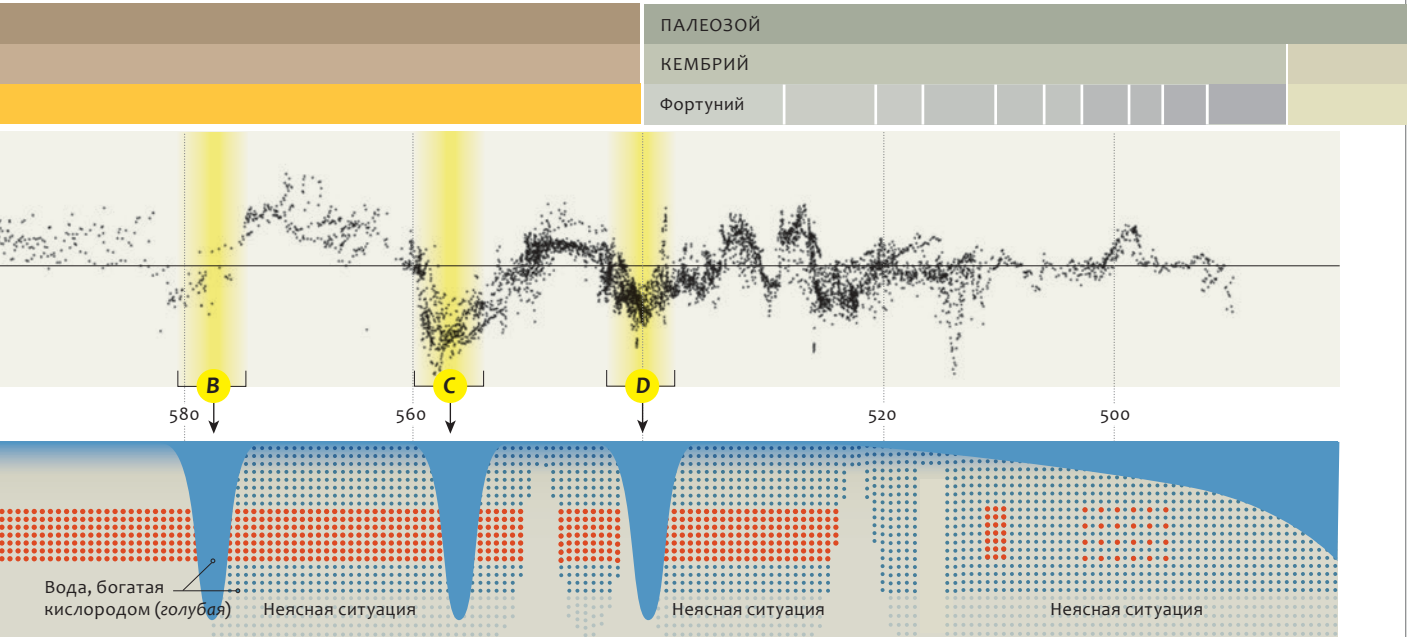 ПАЛЕОЗОЙ
КЕМБРИЙ
Фортуний
B
C
D
580
560
520
500
Вода, богатая
кислородом (голубая)
Неясная ситуация
Неясная ситуация
Неясная ситуация